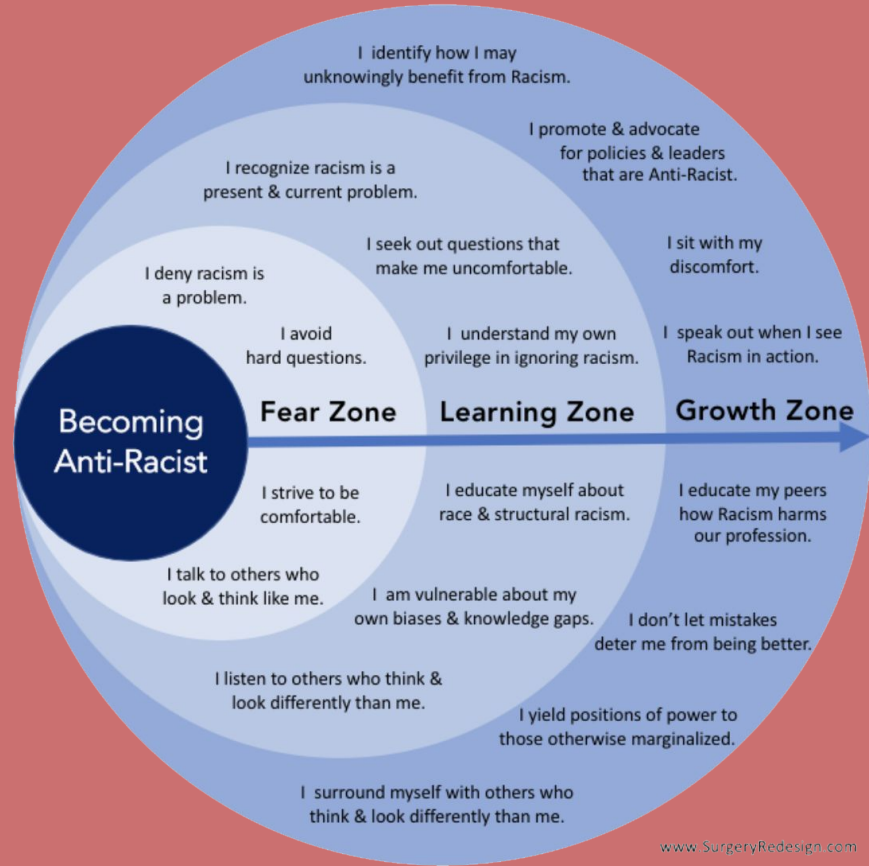 I identify how I may
unknowingly benefit from Racism.
I promote & advocate
for policies & leaders
that are Anti-Racist.
I recognize racism is a
present & current problem.
I seek out questions that
make me uncomfortable.
I sit with my
discomfort.
I deny racism is
a problem.
I avoid
hard questions.
I understand my own
privilege in ignoring racism.
I speak out when I see
Racism in action.
Becoming
Anti-Racist
Fear Zone
Learning Zone
Growth Zone
I strive to be
comfortable.
I educate myself about
race & structural racism.
I educate my peers
how Racism harms
our profession.
I talk to others who
look & think like me.
I am vulnerable about my
own biases & knowledge gaps.
I don't let mistakes
deter me from being better.
I listen to others who think &
look differently than me.
I yield positions of power to
those otherwise marginalized.
I surround myself with others who
think & look differently than me.
www.SurgeryRedesign.com